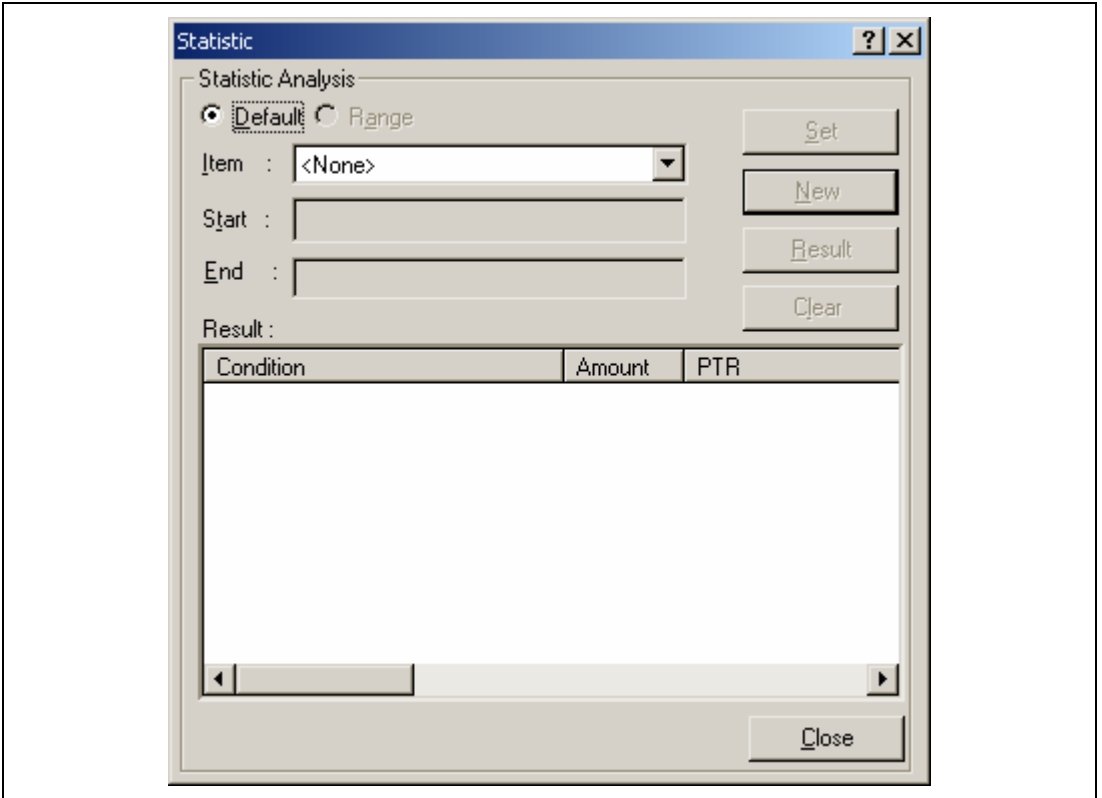 Statistic
Statistic Analysis
Default Range
Set
Item : <None>
New
Start :
Result
End :
Clear
Result :
Condition Amount PTR
Close